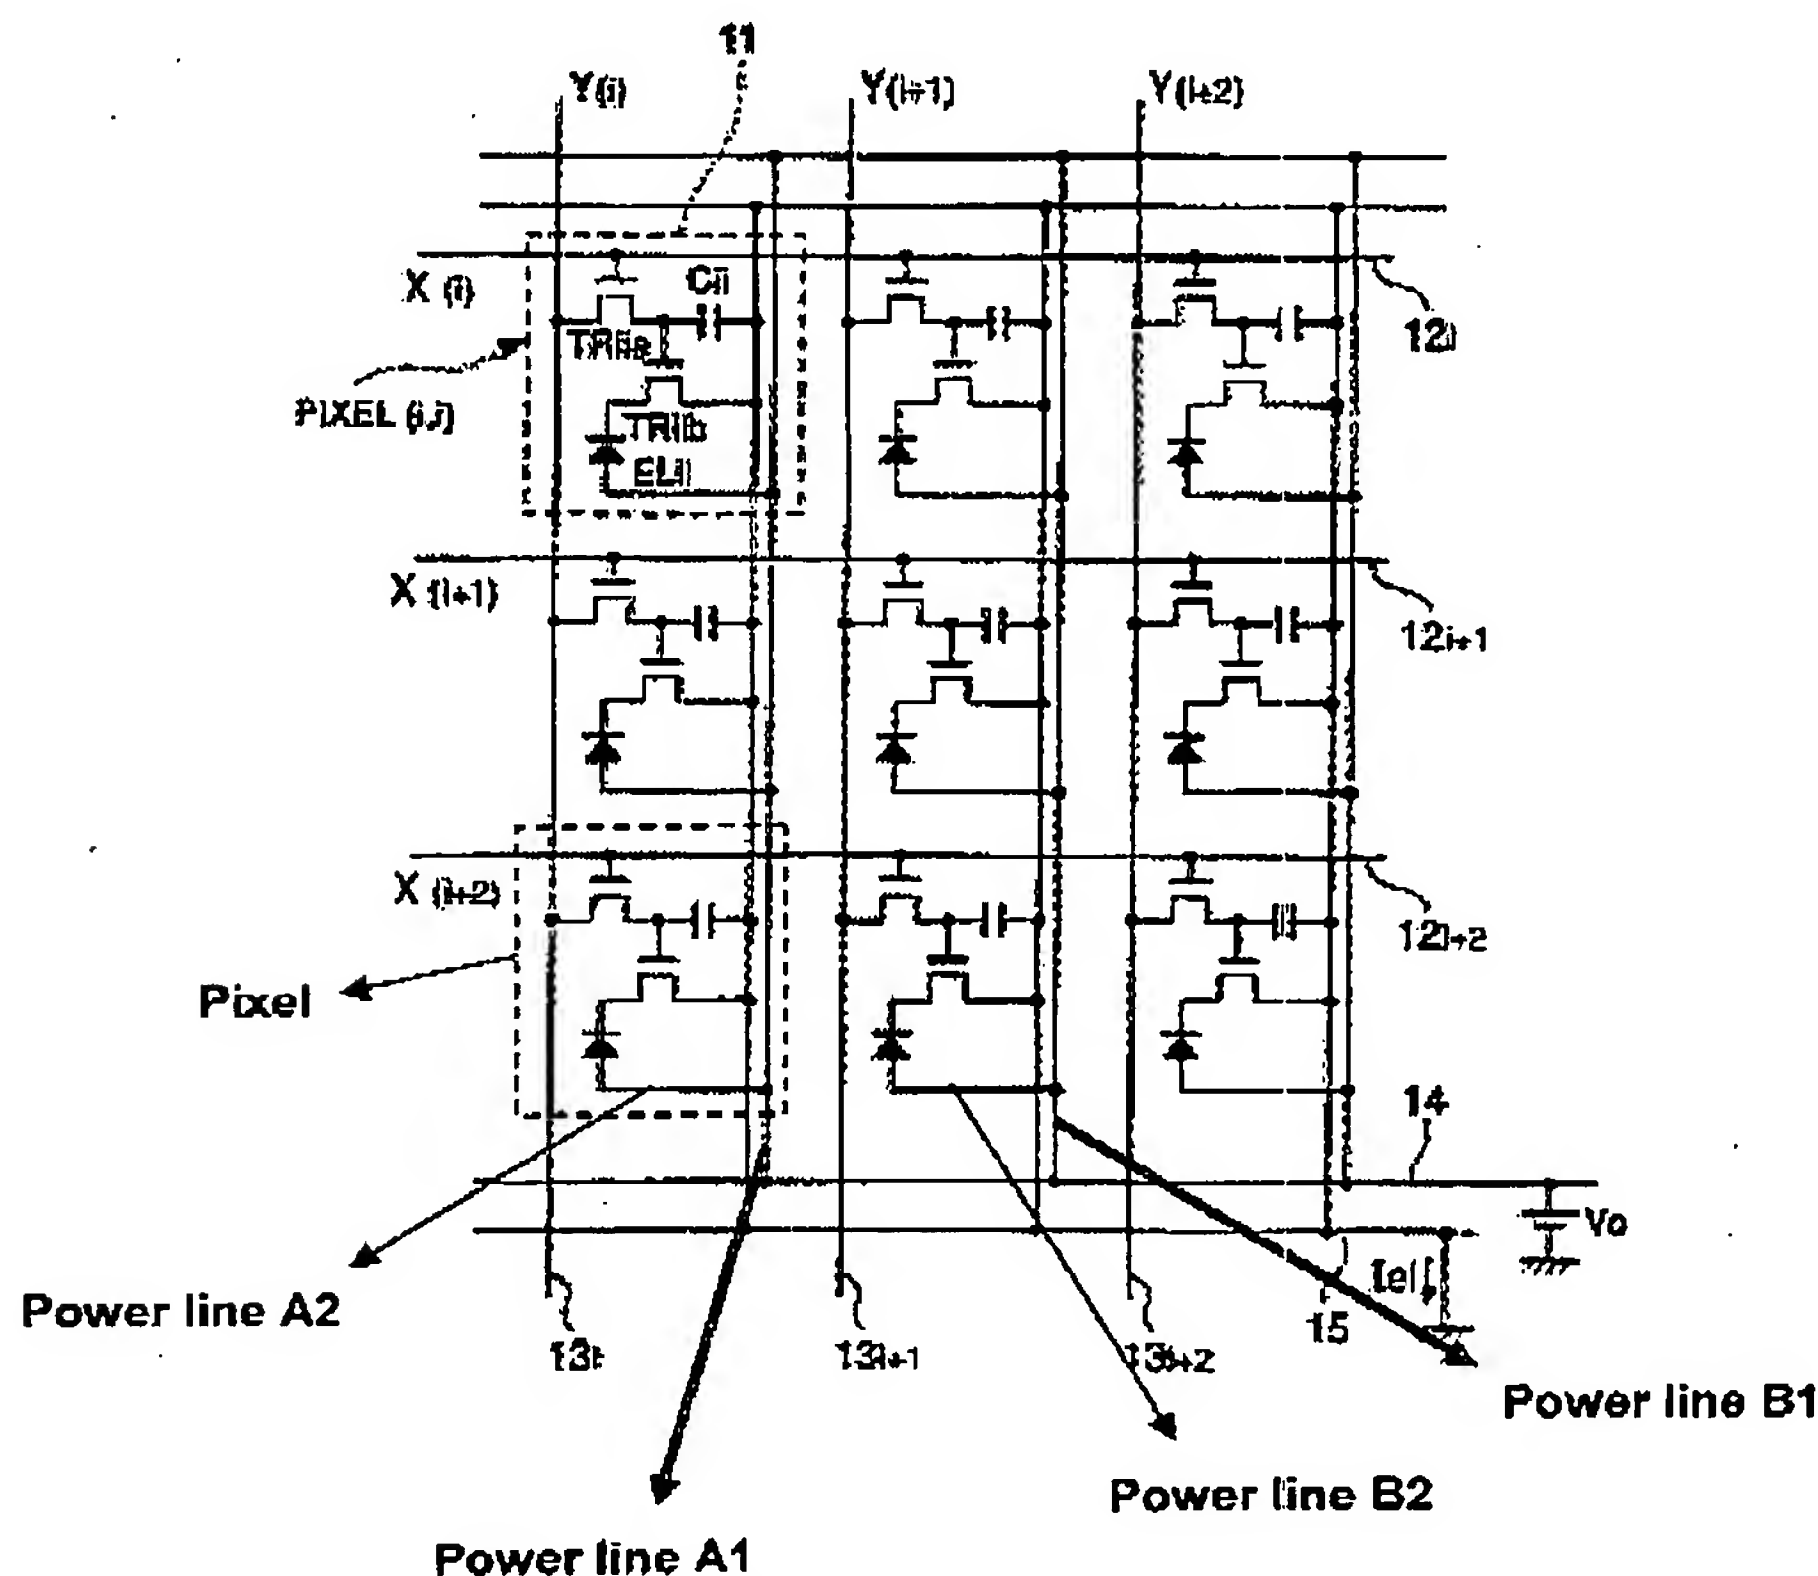 11
Y(i)
Y(i+1)
Y(i+2)
X (i)
Cii
12i
TRiia
PIXEL (i,i)
TRiib
ELii
X (i+1)
12i+1
X (i+2)
12i+2
Pixel
14
Vo
Iel
Power line A2
15
13i
13i+1
13i+2
Power line B1
Power line B2
Power line A1